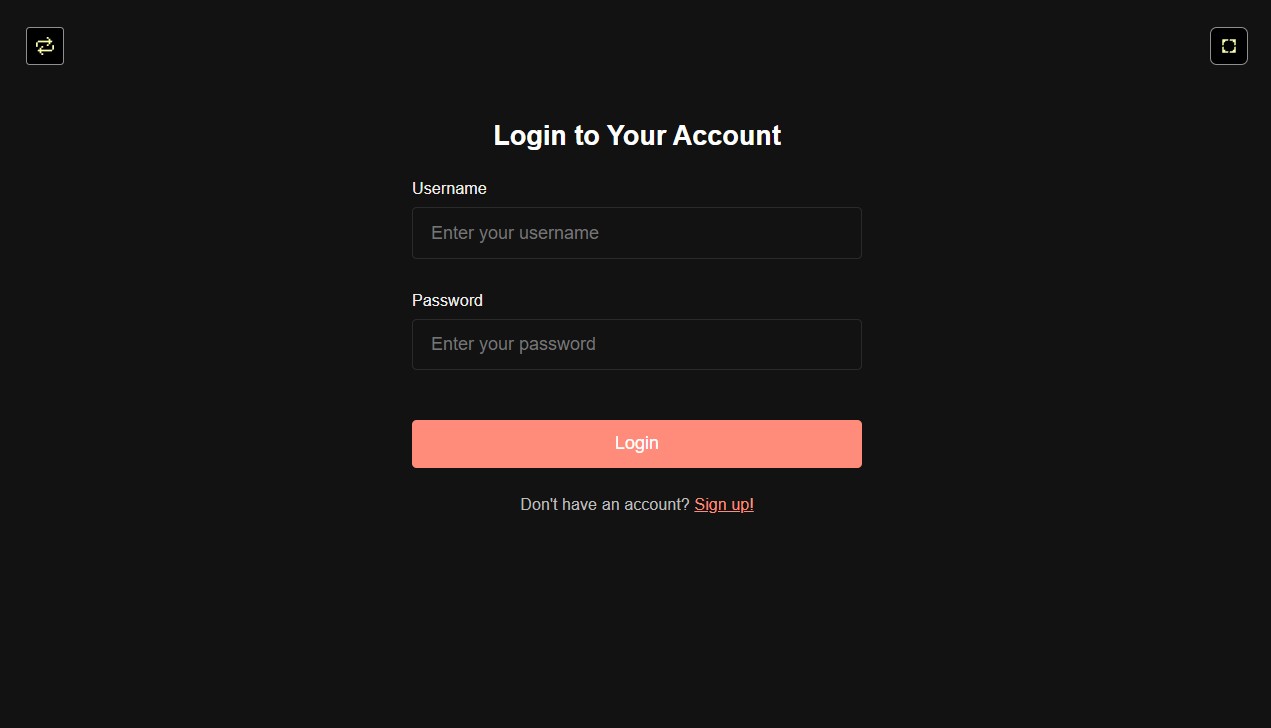 Login to Your Account
Username
Enter your username
Password
Enter your password
Login
Don't have an account? Sign up!